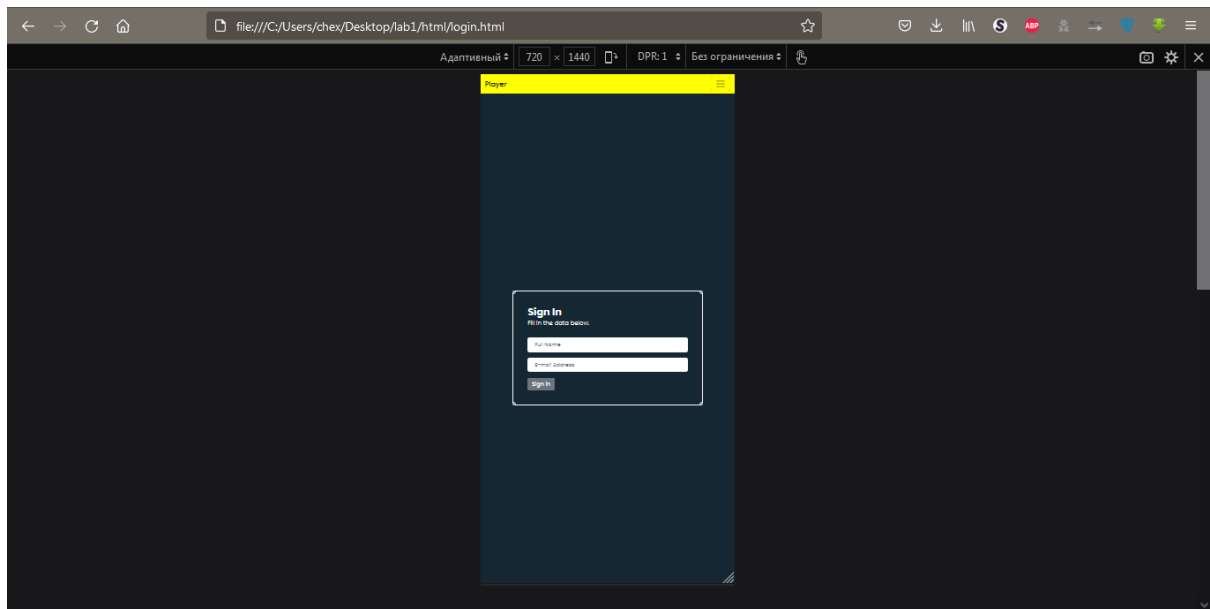 file:///C:/Users/chex/Desktop/lab1/html/login.html
ABP
Адаптивный 720 × 1440 DPR: 1 Без ограничения
Player
Sign In
Fill in the data below.
Full Name
E-mail Address
Sign in